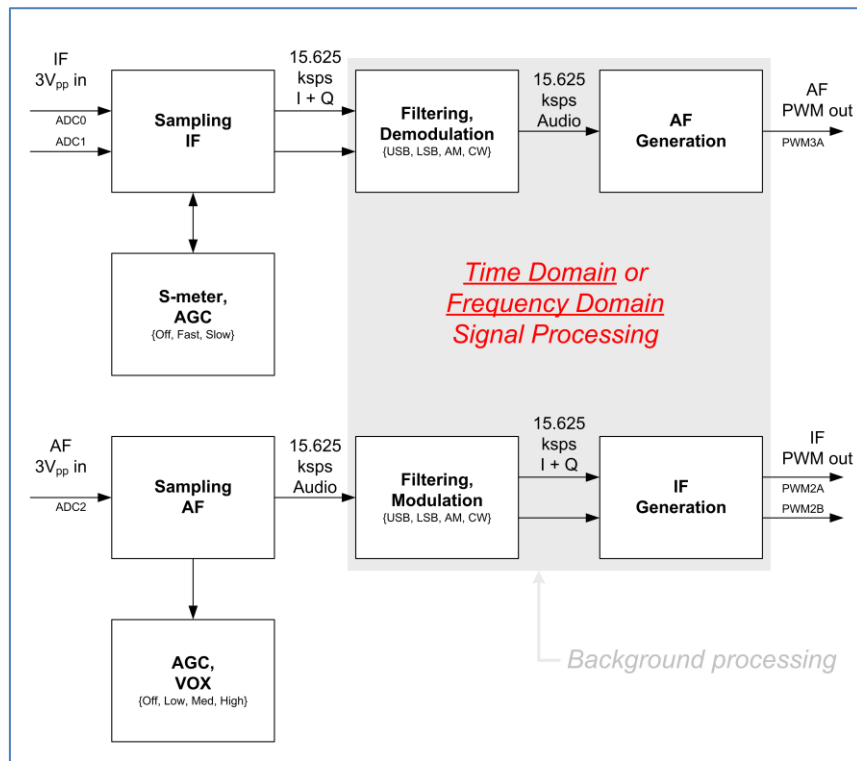 IF
3Vpp in
ADC0
ADC1
Sampling
IF
15.625
ksps
I + Q
Filtering,
Demodulation
{USB, LSB, AM, CW}
15.625
ksps
Audio
AF
Generation
AF
PWM out
PWM3A
S-meter,
AGC
{Off, Fast, Slow}
Time Domain or
Frequency Domain
Signal Processing
AF
3Vpp in
ADC2
Sampling
AF
15.625
ksps
Audio
Filtering,
Modulation
{USB, LSB, AM, CW}
15.625
ksps
I + Q
IF
Generation
IF
PWM out
PWM2A
PWM2B
AGC,
VOX
{Off, Low, Med, High}
Background processing